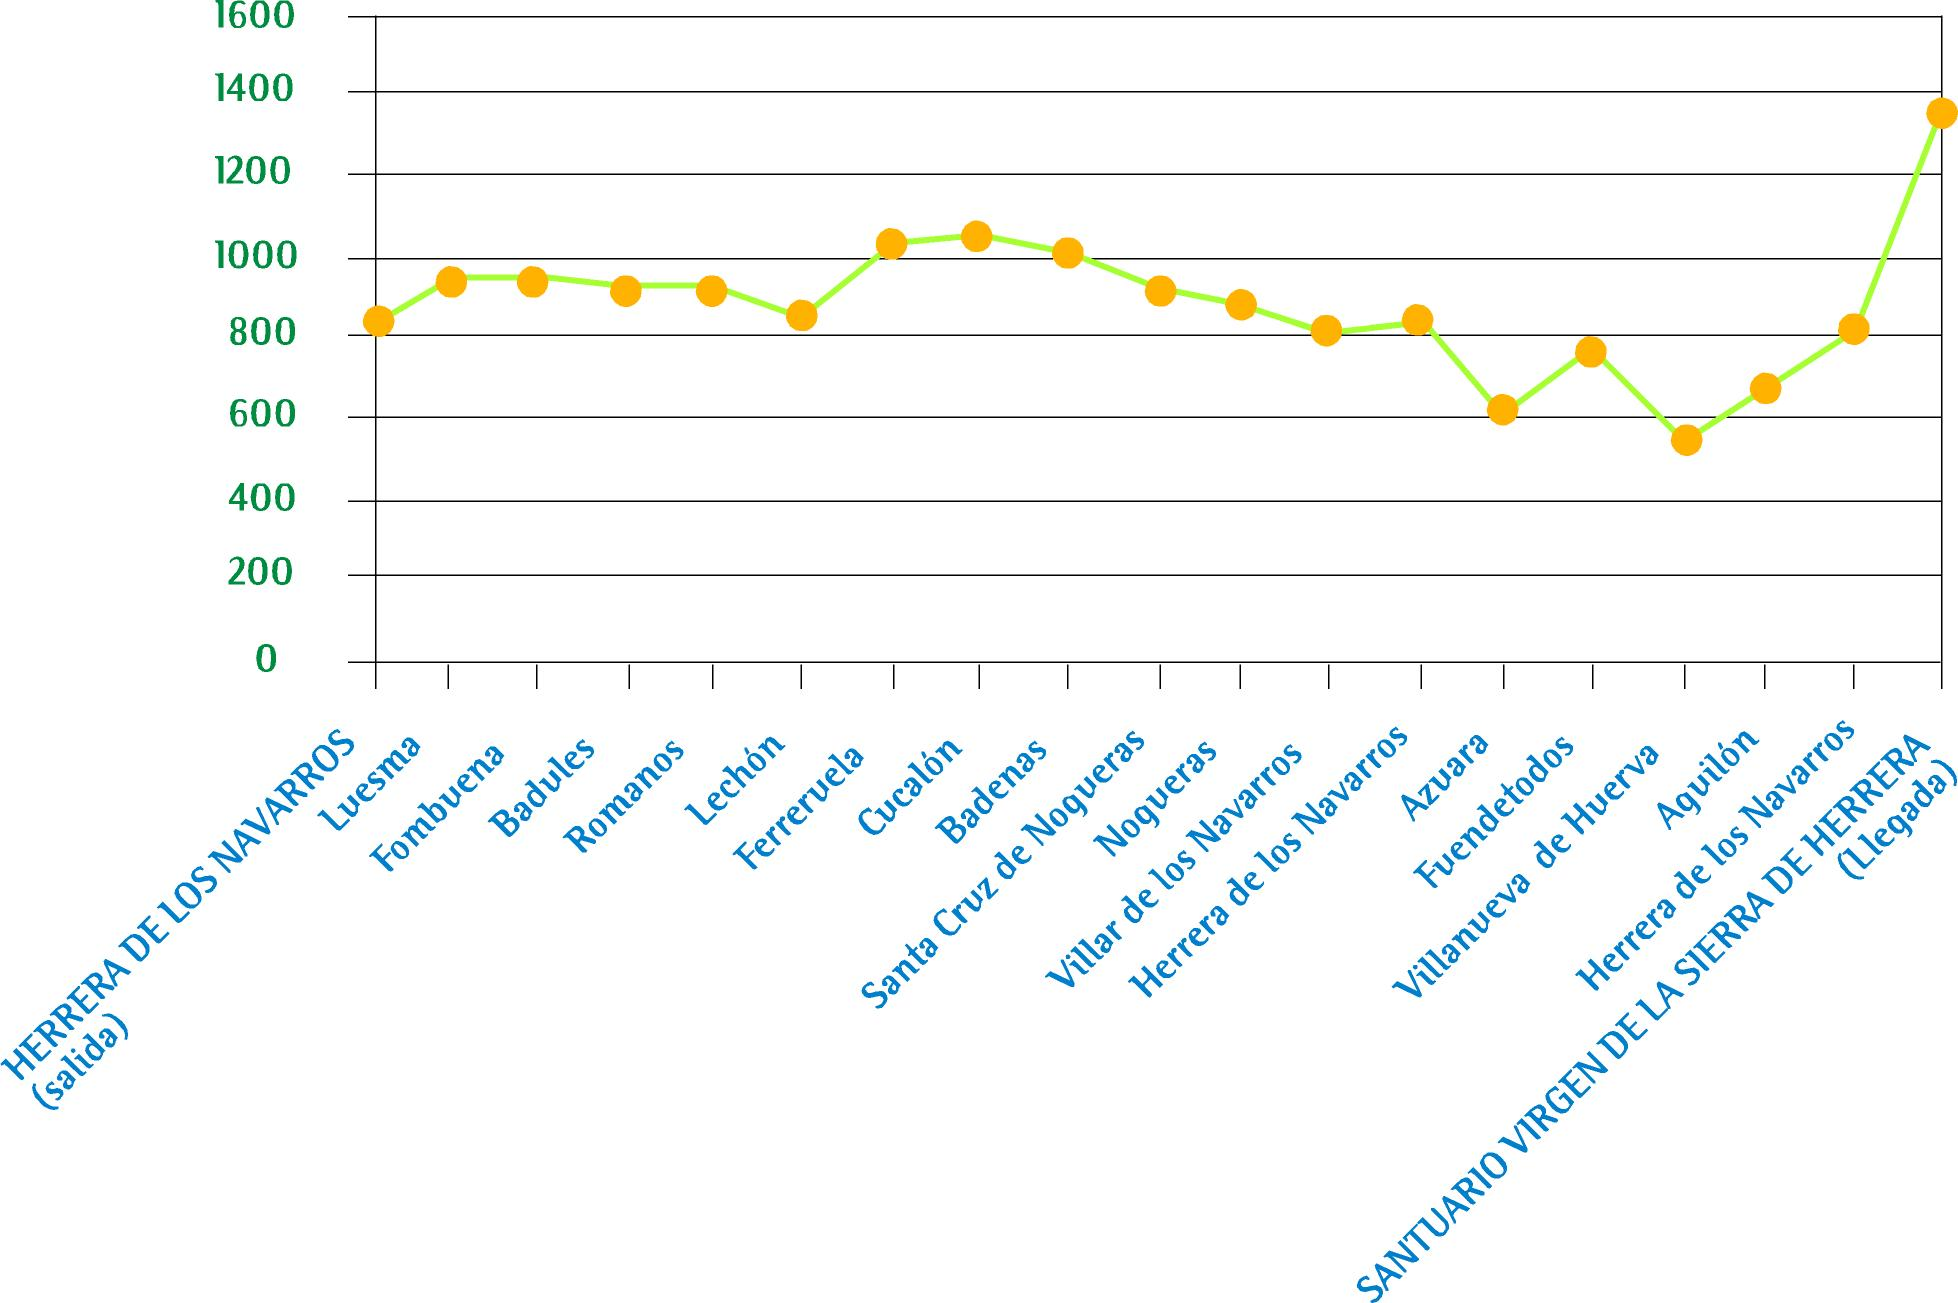 1600
1400
1200
1000
800
600
400
200
0
HERRERA DE LOS NAVARROS
(salida)
Luesma
Fombuena
Badules
Romanos
Lechón
Ferreruela
Cucalón
Badenas
Santa Cruz de Nogueras
Nogueras
Villar de los Navarros
Herrera de los Navarros
Azuara
Fuendetodos
Villanueva de Huerva
Aguilón
Herrera de los Navarros
SANTUARIO VIRGEN DE LA SIERRA DE HERRERA
(Llegada)